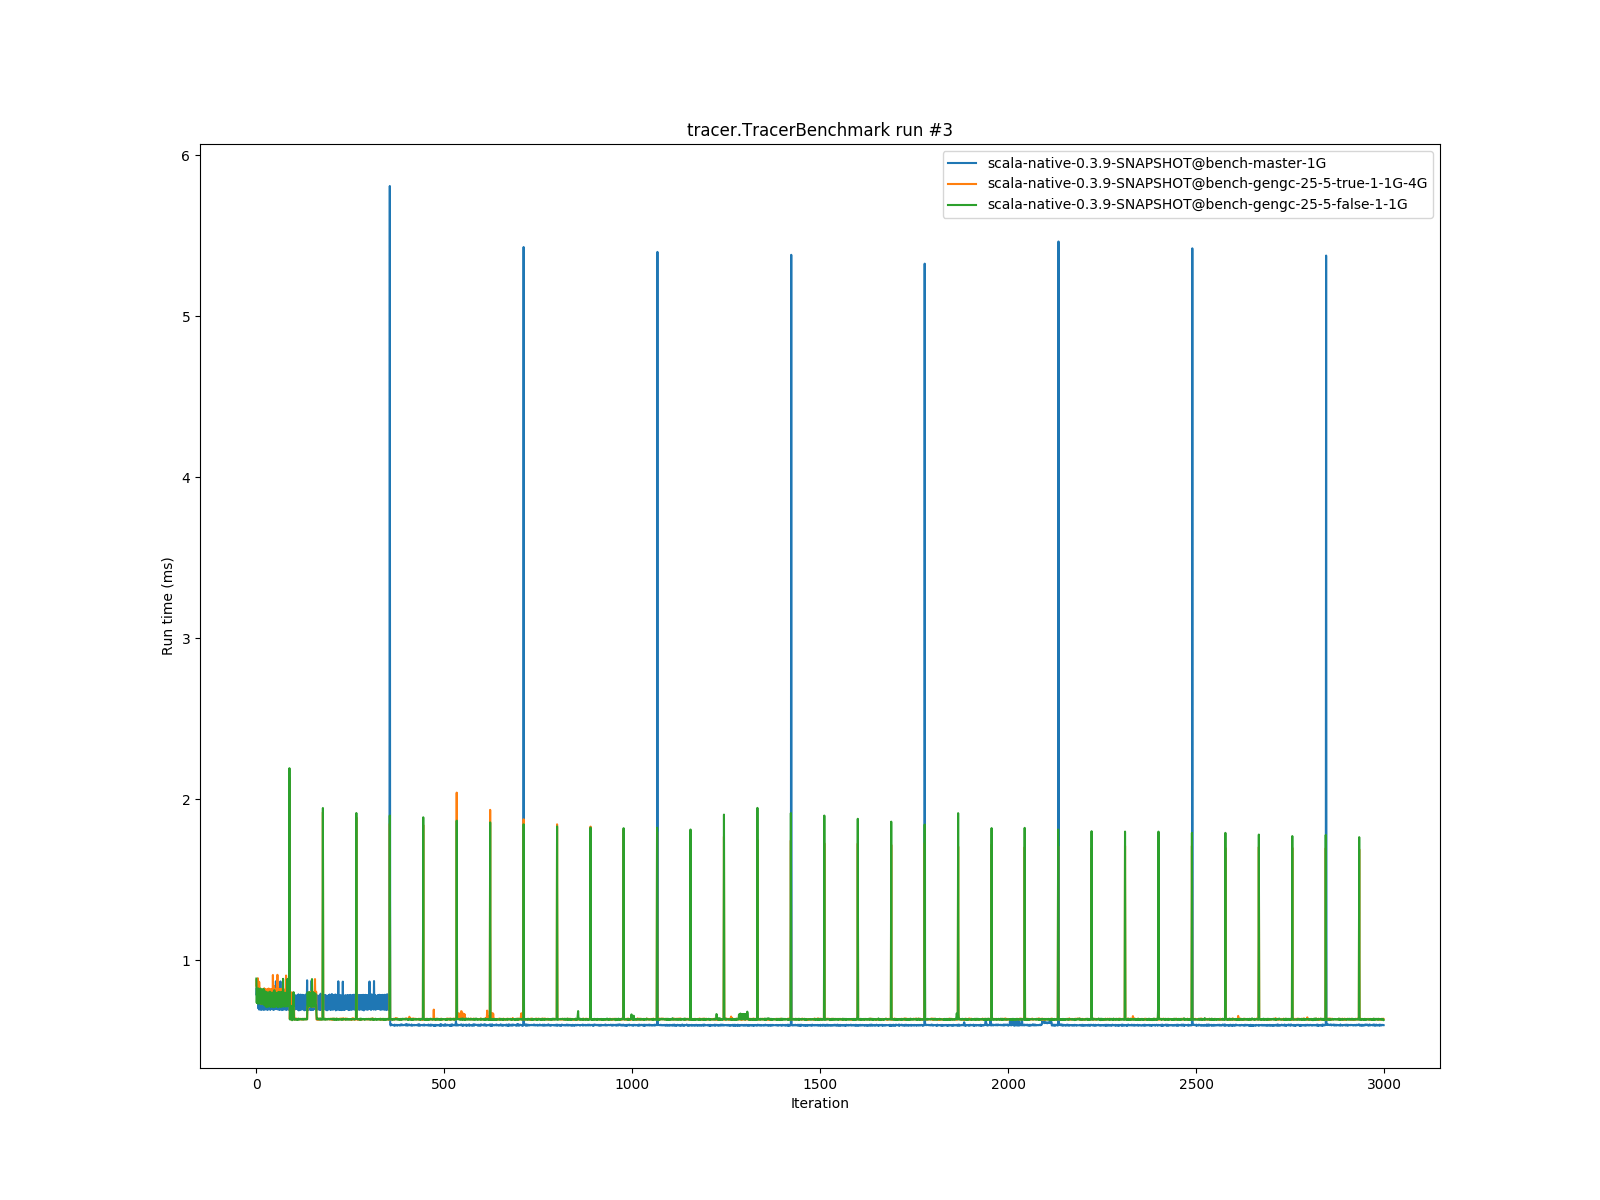 tracer.TracerBenchmark run #3
scala-native-0.3.9-SNAPSHOT@bench-master-1G
scala-native-0.3.9-SNAPSHOT@bench-gengc-25-5-true-1-1G-4G
scala-native-0.3.9-SNAPSHOT@bench-gengc-25-5-false-1-1G
Run time (ms)
6
5
4
3
2
1
0
500
1000
1500
2000
2500
3000
Iteration